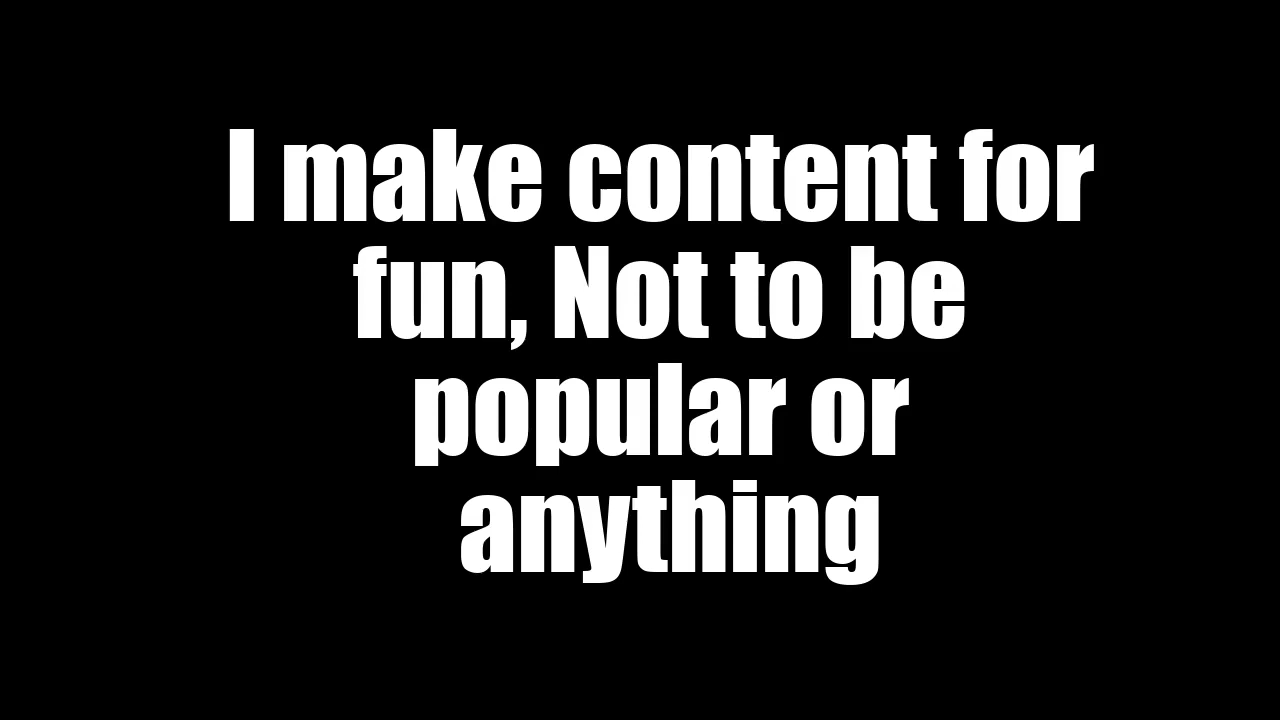 I make content for
fun, Not to be
popular or
anything